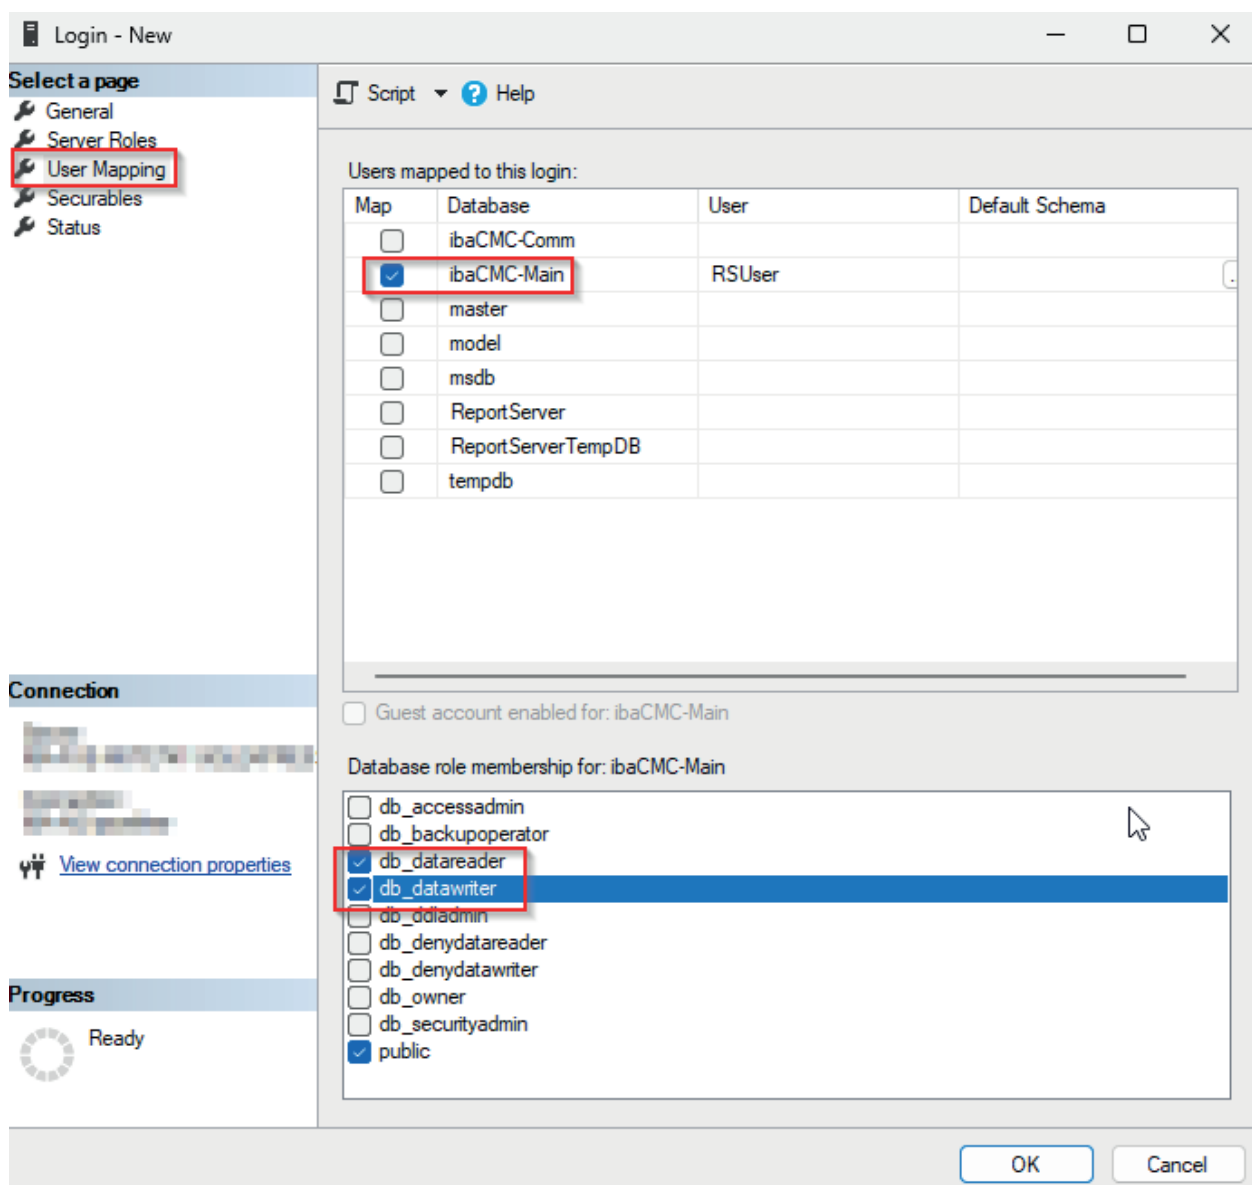 Login - New
Select a page
General
Server Roles
User Mapping
Securables
Status
Script
Help
Users mapped to this login:
Map Database User Default Schema
ibaCMC-Comm
ibaCMC-Main RSUser
master
model
msdb
ReportServer
ReportServerTempDB
tempdb
Guest account enabled for: ibaCMC-Main
Database role membership for: ibaCMC-Main
db_accessadmin
db_backupoperator
db_datareader
db_datawriter
db_ddladmin
db_denydatareader
db_denydatawriter
db_owner
db_securityadmin
public
Connection
View connection properties
Progress
Ready
OK
Cancel